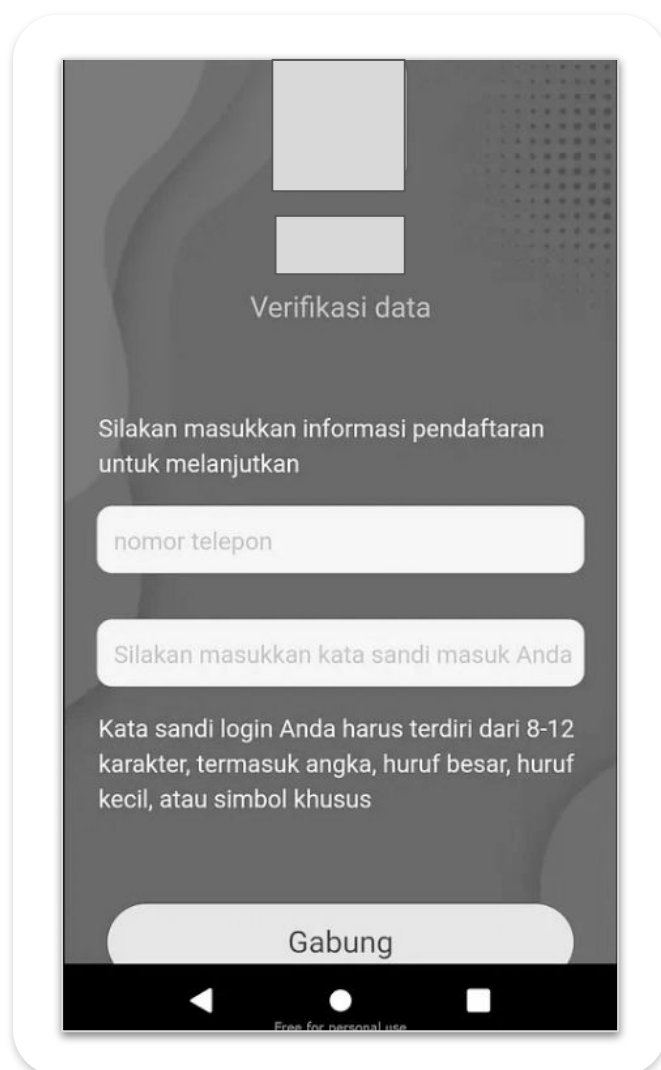 Verifikasi data
Silakan masukkan informasi pendaftaran
untuk melanjutkan
nomor telepon
Silakan masukkan kata sandi masuk Anda
Kata sandi login Anda harus terdiri dari 8-12
karakter, termasuk angka, huruf besar, huruf
kecil, atau simbol khusus
Gabung
Free for personal use